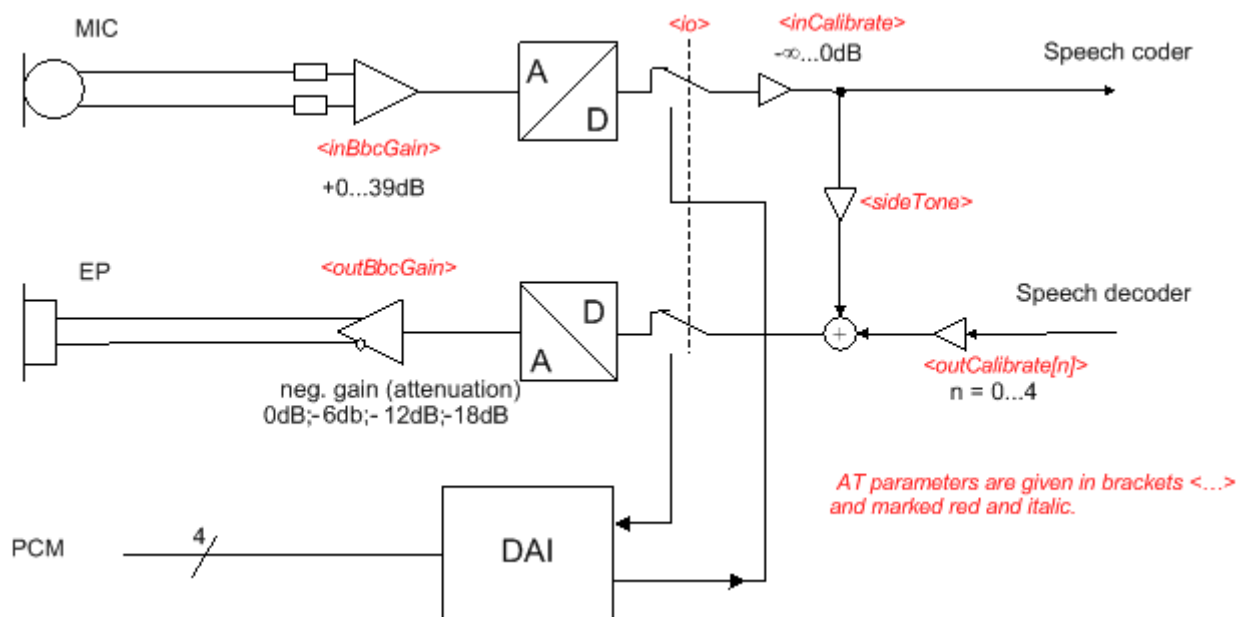 MIC
<io>
<inCalibrate>
-∞...0dB
Speech coder
A
D
<inBbcGain>
+0...39dB
<sideTone>
EP
<outBbcGain>
D
A
Speech decoder
+
<outCalibrate[n]>
n = 0...4
neg. gain (attenuation)
0dB;-6db;- 12dB;-18dB
AT parameters are given in brackets <...>
and marked red and italic.
PCM
4
DAI